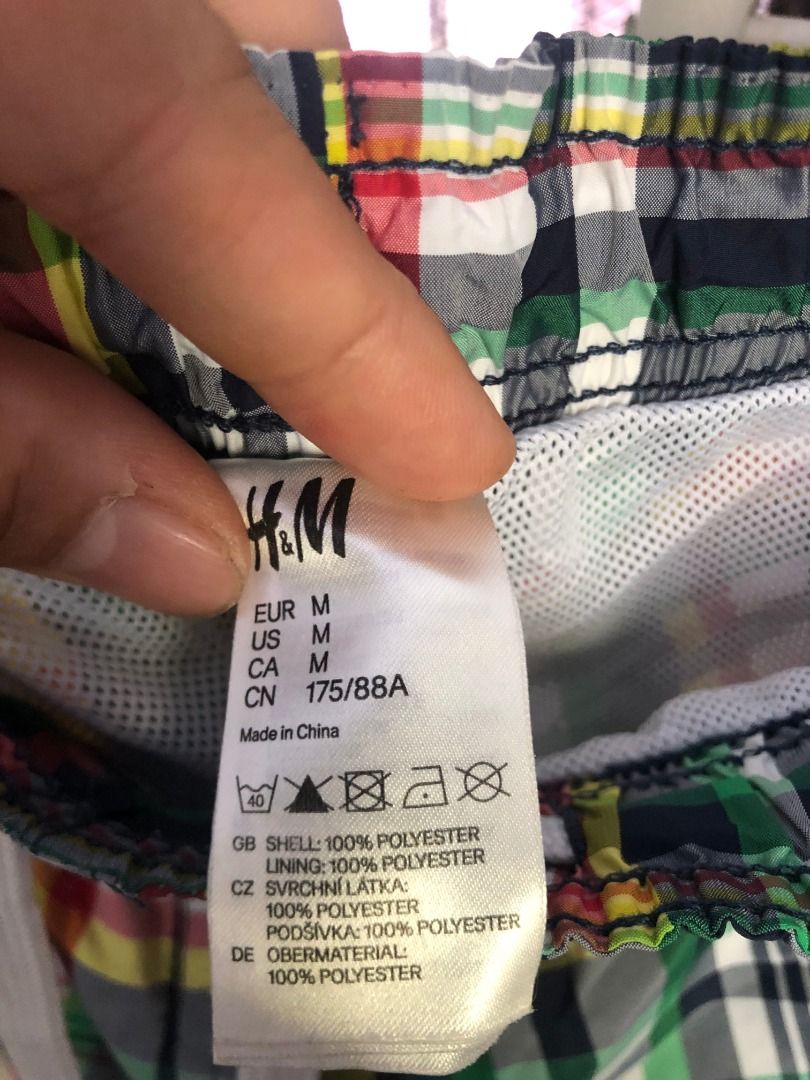 H&M
EUR M
US M
CA M
CN 175/88A
Made in China
40
GB SHELL: 100% POLYESTER
LINING: 100% POLYESTER
CZ SVRCHNÍ LÁTKA:
100% POLYESTER
PODŠÍVKA: 100% POLYESTER
DE OBERMATERIAL:
100% POLYESTER